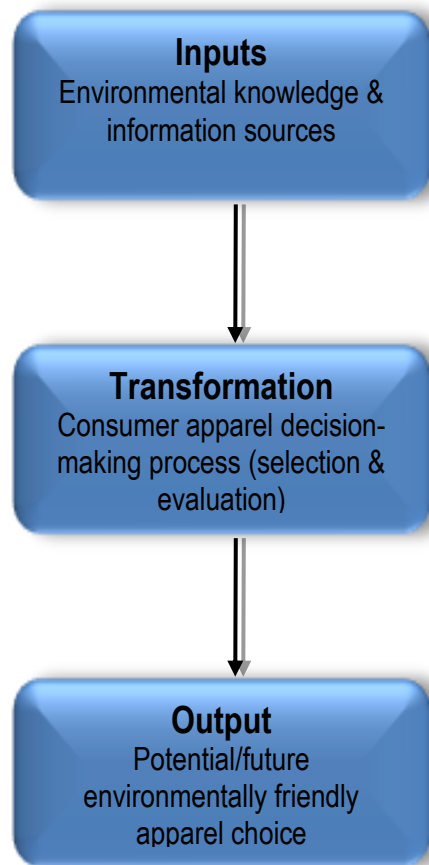 Inputs
Environmental knowledge &
information sources
Transformation
Consumer apparel decision-
making process (selection &
evaluation)
Output
Potential/future
environmentally friendly
apparel choice